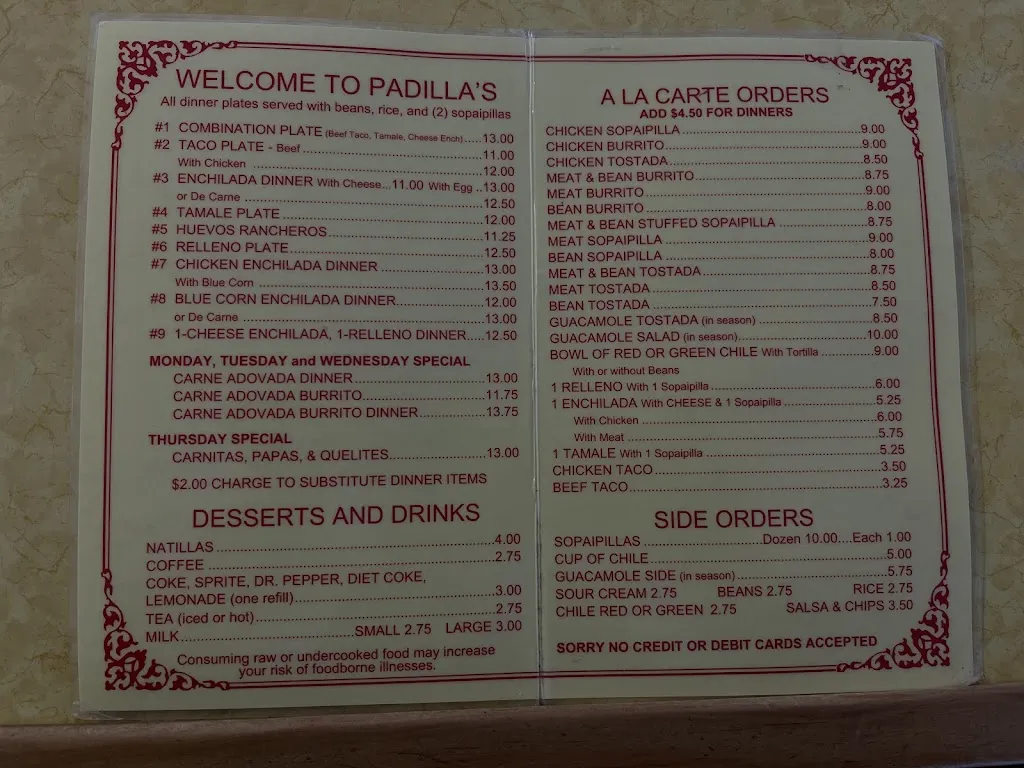 WELCOME TO PADILLA'S
All dinner plates served with beans, rice, and (2) sopaipillas
#1 COMBINATION PLATE (Beef Taco, Tamale, Cheese Ench).....13.00
#2 TACO PLATE - Beef ...11.00
With Chicken ...12.00
#3 ENCHILADA DINNER With Cheese...11.00 With Egg ..13.00
or De Carne ...12.50
#4 TAMALE PLATE ...12.00
#5 HUEVOS RANCHEROS...11.25
#6 RELLENO PLATE...12.50
#7 CHICKEN ENCHILADA DINNER ...13.00
With Blue Corn ...13.50
#8 BLUE CORN ENCHILADA DINNER...12.00
or De Carne ...13.00
#9 1-CHEESE ENCHILADA, 1-RELLENO DINNER....12.50
MONDAY, TUESDAY and WEDNESDAY SPECIAL
CARNE ADOVADA DINNER...13.00
CARNE ADOVADA BURRITO...11.75
CARNE ADOVADA BURRITO DINNER...13.75
THURSDAY SPECIAL
CARNITAS, PAPAS, & QUELITES...13.00
$2.00 CHARGE TO SUBSTITUTE DINNER ITEMS
DESSERTS AND DRINKS
NATILLAS...4.00
COFFEE...2.75
COKE, SPRITE, DR. PEPPER, DIET COKE,
LEMONADE (one refill)...3.00
TEA (iced or hot)...2.75
MILK...SMALL 2.75 LARGE 3.00
Consuming raw or undercooked food may increase
your risk of foodborne illnesses.
A LA CARTE ORDERS
ADD $4.50 FOR DINNERS
CHICKEN SOPAIPILLA...9.00
CHICKEN BURRITO...9.00
CHICKEN TOSTADA...8.50
MEAT & BEAN BURRITO...8.75
MEAT BURRITO...9.00
BEAN BURRITO...8.00
MEAT & BEAN STUFFED SOPAIPILLA ...8.75
MEAT SOPAIPILLA ...9.00
BEAN SOPAIPILLA ...8.00
MEAT & BEAN TOSTADA...8.75
MEAT TOSTADA ...8.50
BEAN TOSTADA ...7.50
GUACAMOLE TOSTADA (in season) ...8.50
GUACAMOLE SALAD (in season)...10.00
BOWL OF RED OR GREEN CHILE With Tortilla ...9.00
With or without Beans
1 RELLENO With 1 Sopaipilla...6.00
1 ENCHILADA With CHEESE & 1 Sopaipilla ...5.25
With Chicken ...6.00
With Meat ...5.75
1 TAMALE With 1 Sopaipilla ...5.25
CHICKEN TACO...3.50
BEEF TACO...3.25
SIDE ORDERS
SOPAIPILLAS ...Dozen 10.00....Each 1.00
CUP OF CHILE...5.00
GUACAMOLE SIDE (in season)...5.75
SOUR CREAM 2.75 BEANS 2.75 RICE 2.75
CHILE RED OR GREEN 2.75 SALSA & CHIPS 3.50
SORRY NO CREDIT OR DEBIT CARDS ACCEPTED